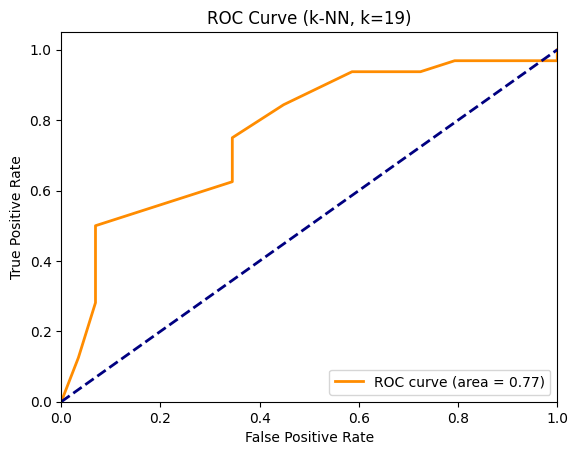 ROC Curve (k-NN, k=19)
True Positive Rate
1.0
0.8
0.6
0.4
0.2
0.0
0.0 0.2 0.4 0.6 0.8 1.0
False Positive Rate
ROC curve (area = 0.77)